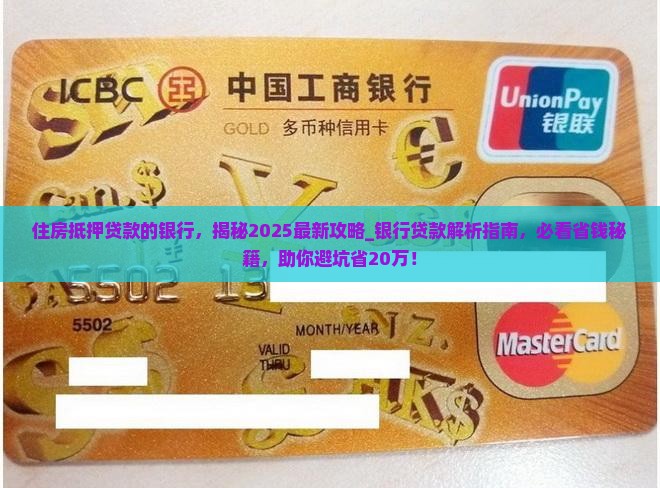 ICBC 中国工商银行
GOLD 多币种信用卡
UnionPay
银联
住房抵押贷款的银行，揭秘2025最新攻略_银行贷款解析指南，必看省钱秘
籍，助你避坑省20万！
5502 13
5502
MONTH/YEAR
VALID
THRU
MasterCard